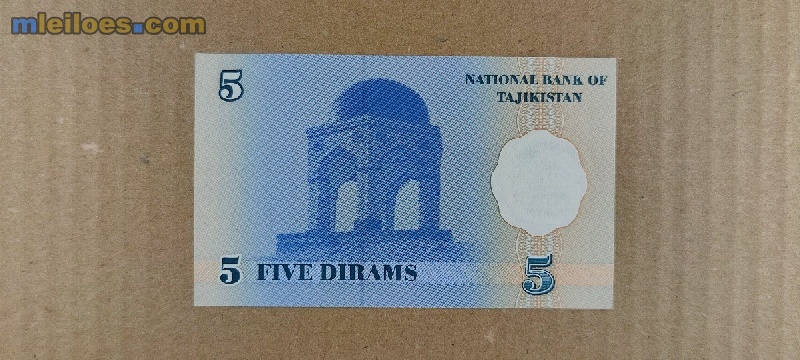 mleiloes.com
5
NATIONAL BANK OF
TAJIKISTAN
5 FIVE DIRAMS 5